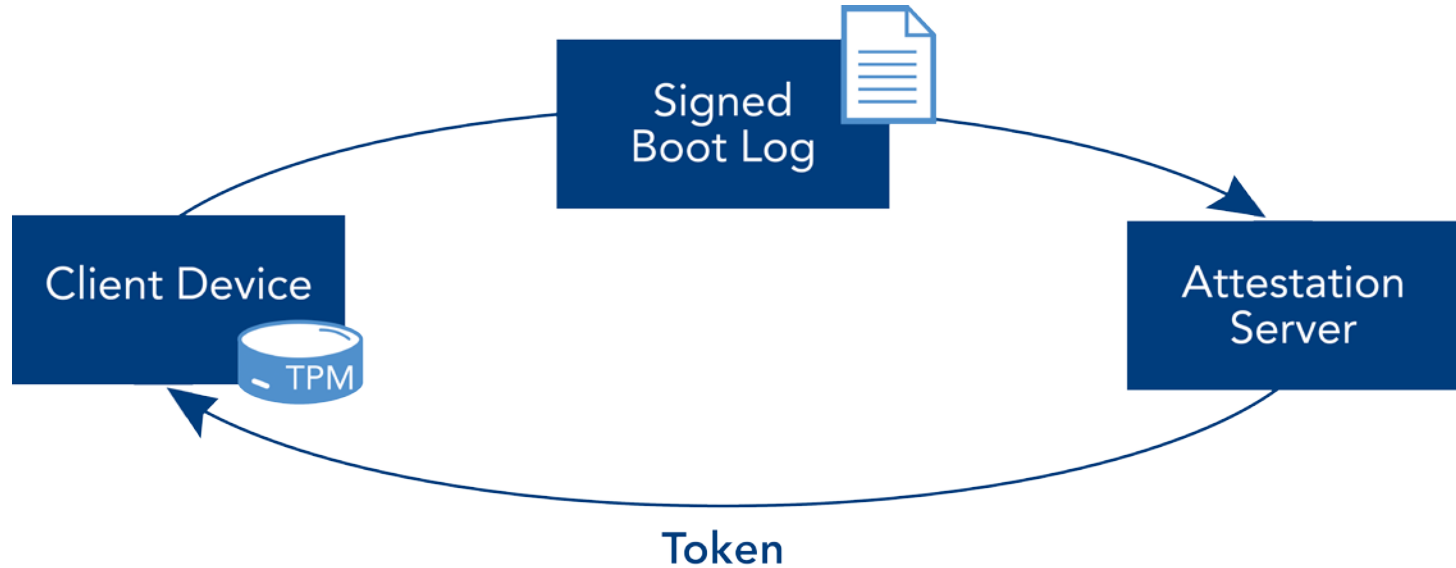 Signed
Boot Log
Client Device
TPM
Attestation
Server
Token